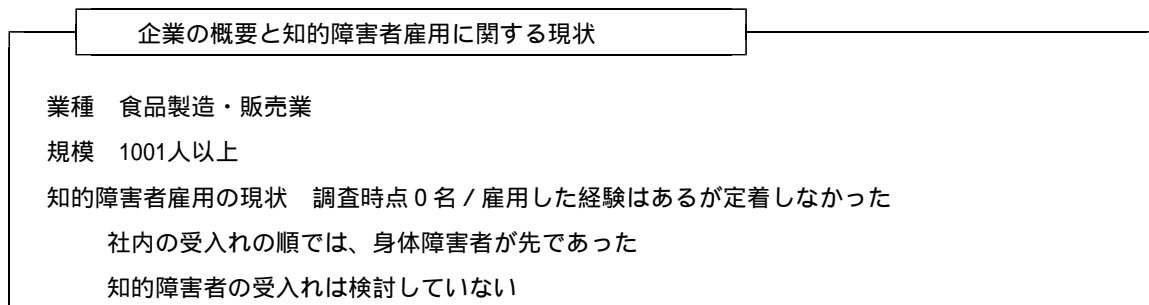 企業の概要と知的障害者雇用に関する現状
業種　食品製造・販売業
規模　1001人以上
知的障害者雇用の現状　調査時点０名／雇用した経験はあるが定着しなかった
社内の受入れの順では、身体障害者が先であった
知的障害者の受入れは検討していない